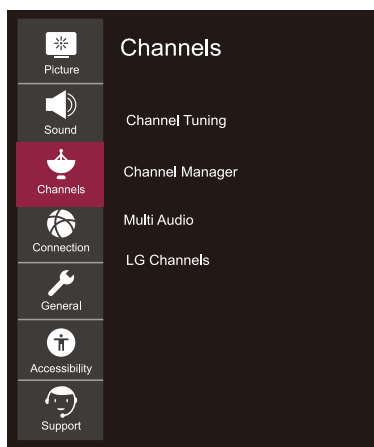 Picture
Sound
Channels
Connection
General
Accessibility
Support
Channels
Channel Tuning
Channel Manager
Multi Audio
LG Channels